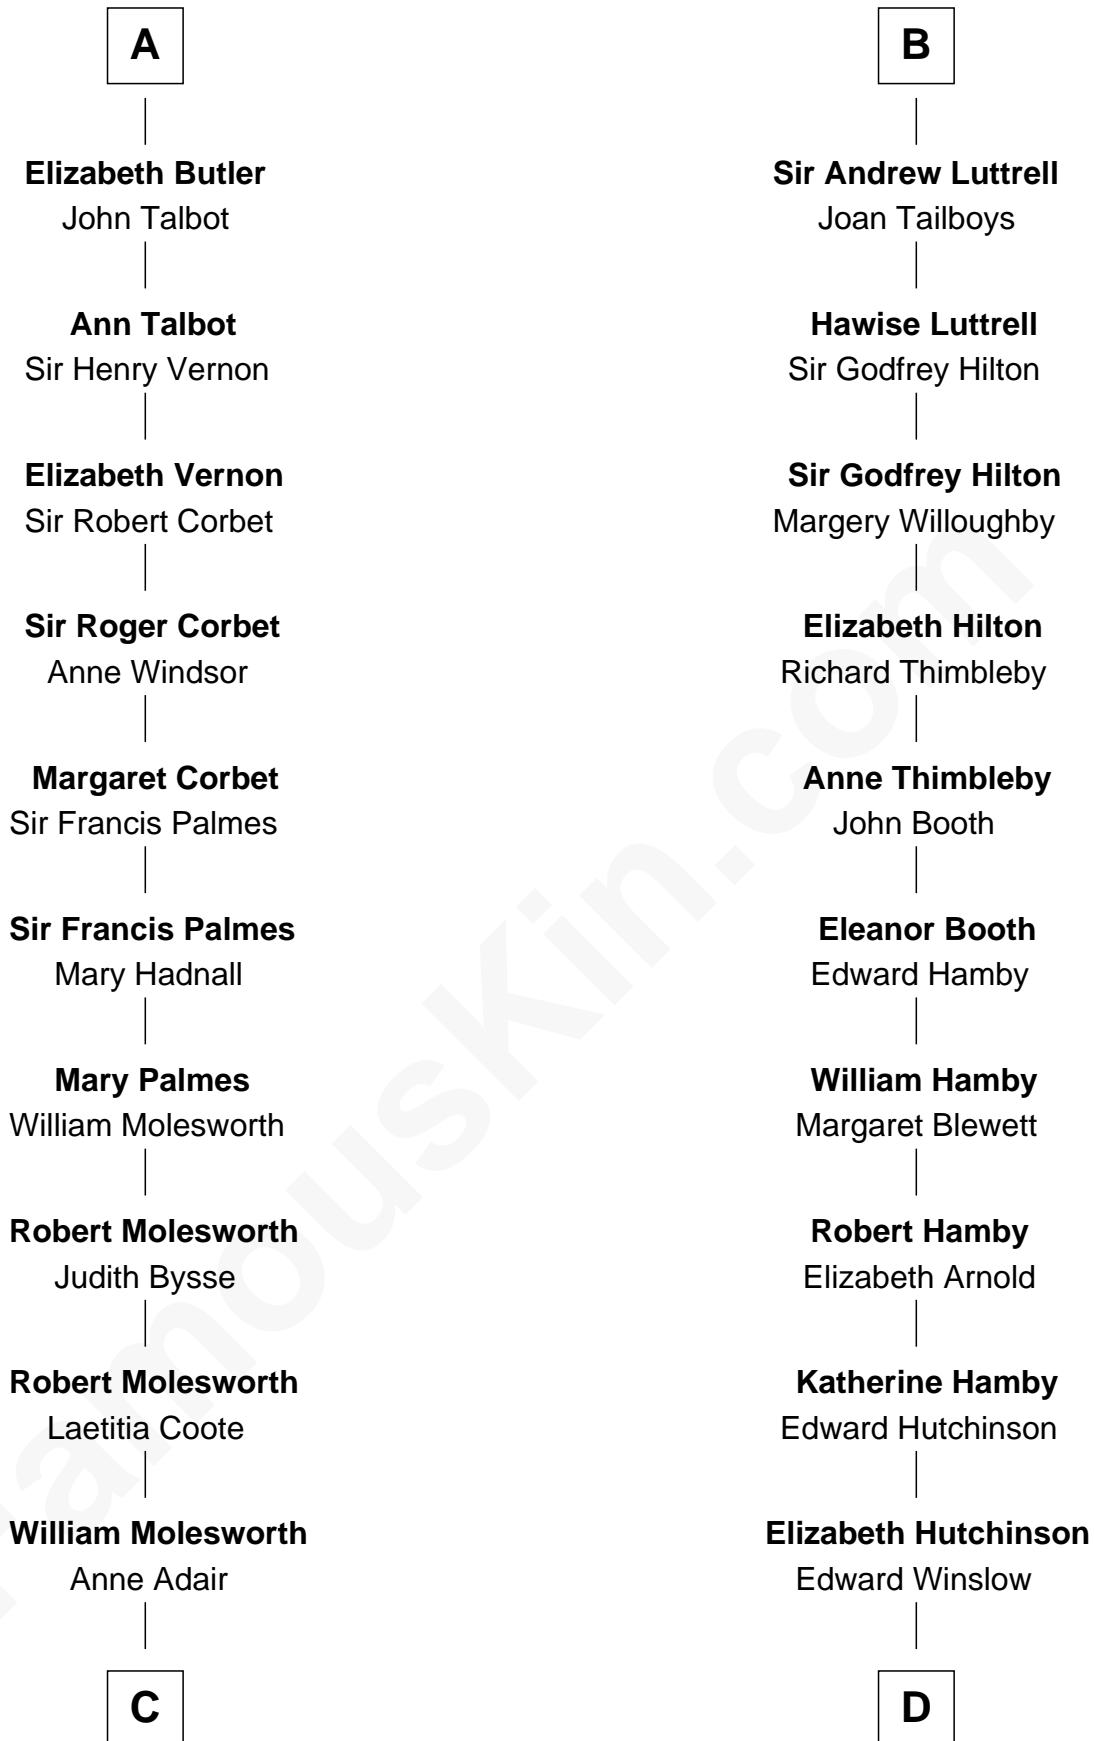 A
Elizabeth Butler
John Talbot
Ann Talbot
Sir Henry Vernon
Elizabeth Vernon
Sir Robert Corbet
Sir Roger Corbet
Anne Windsor
Margaret Corbet
Sir Francis Palmes
Sir Francis Palmes
Mary Hadnall
Mary Palmes
William Molesworth
Robert Molesworth
Judith Bysse
Robert Molesworth
Laetitia Coote
William Molesworth
Anne Adair
C
B
Sir Andrew Luttrell
Joan Tailboys
Hawise Luttrell
Sir Godfrey Hilton
Sir Godfrey Hilton
Margery Willoughby
Elizabeth Hilton
Richard Thimbleby
Anne Thimbleby
John Booth
Eleanor Booth
Edward Hamby
William Hamby
Margaret Blewett
Robert Hamby
Elizabeth Arnold
Katherine Hamby
Edward Hutchinson
Elizabeth Hutchinson
Edward Winslow
D
FamousKin.com